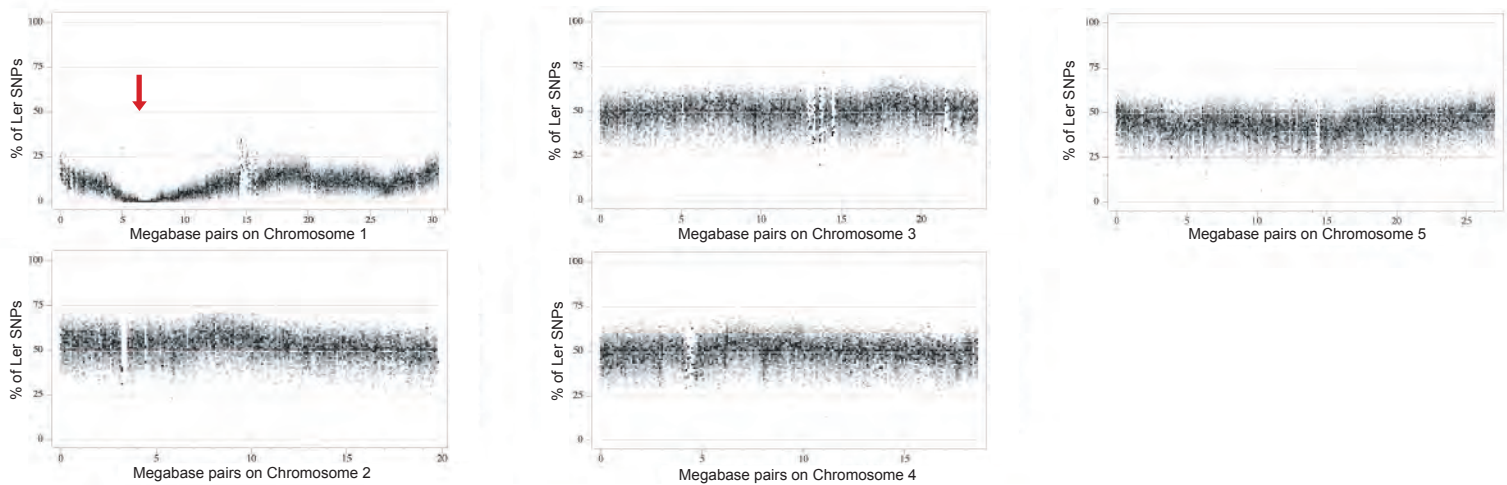 % of Ler SNPs
100
75
50
25
0
0 5 10 15 20 25 30
Megabase pairs on Chromosome 1
% of Ler SNPs
100
75
50
25
0
0 5 10 15 20
Megabase pairs on Chromosome 3
% of Ler SNPs
100
75
50
25
0
0 5 10 15 20 25
Megabase pairs on Chromosome 5
% of Ler SNPs
100
75
50
25
0
0 5 10 15 20
Megabase pairs on Chromosome 2
% of Ler SNPs
100
75
50
25
0
0 5 10 15
Megabase pairs on Chromosome 4